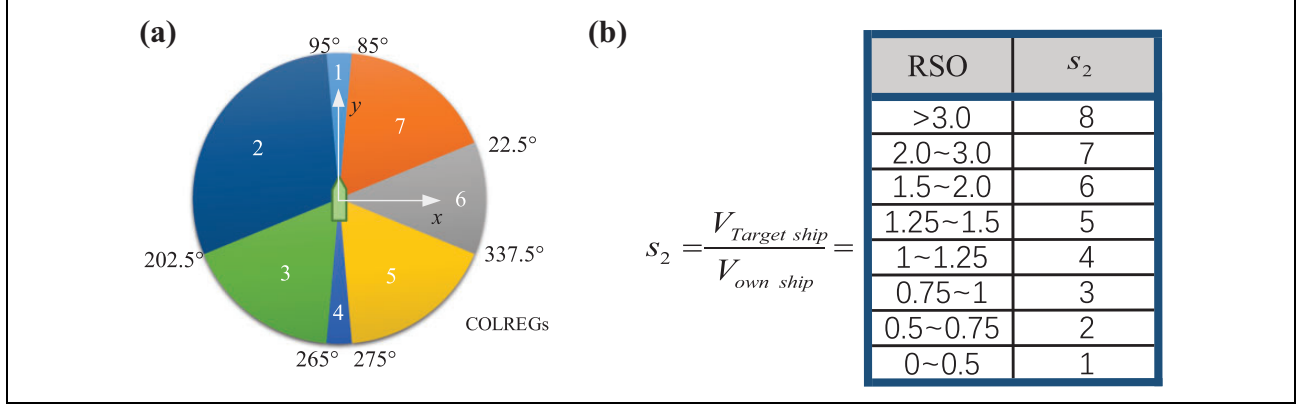 (a)
95° 85°
1
y
7
2
22.5°
6
x
202.5°
337.5°
3
5
4
COLREGs
265° 275°
(b)
s₂ = V_Target ship / V_own ship =
RSO s₂
>3.0 8
2.0~3.0 7
1.5~2.0 6
1.25~1.5 5
1~1.25 4
0.75~1 3
0.5~0.75 2
0~0.5 1